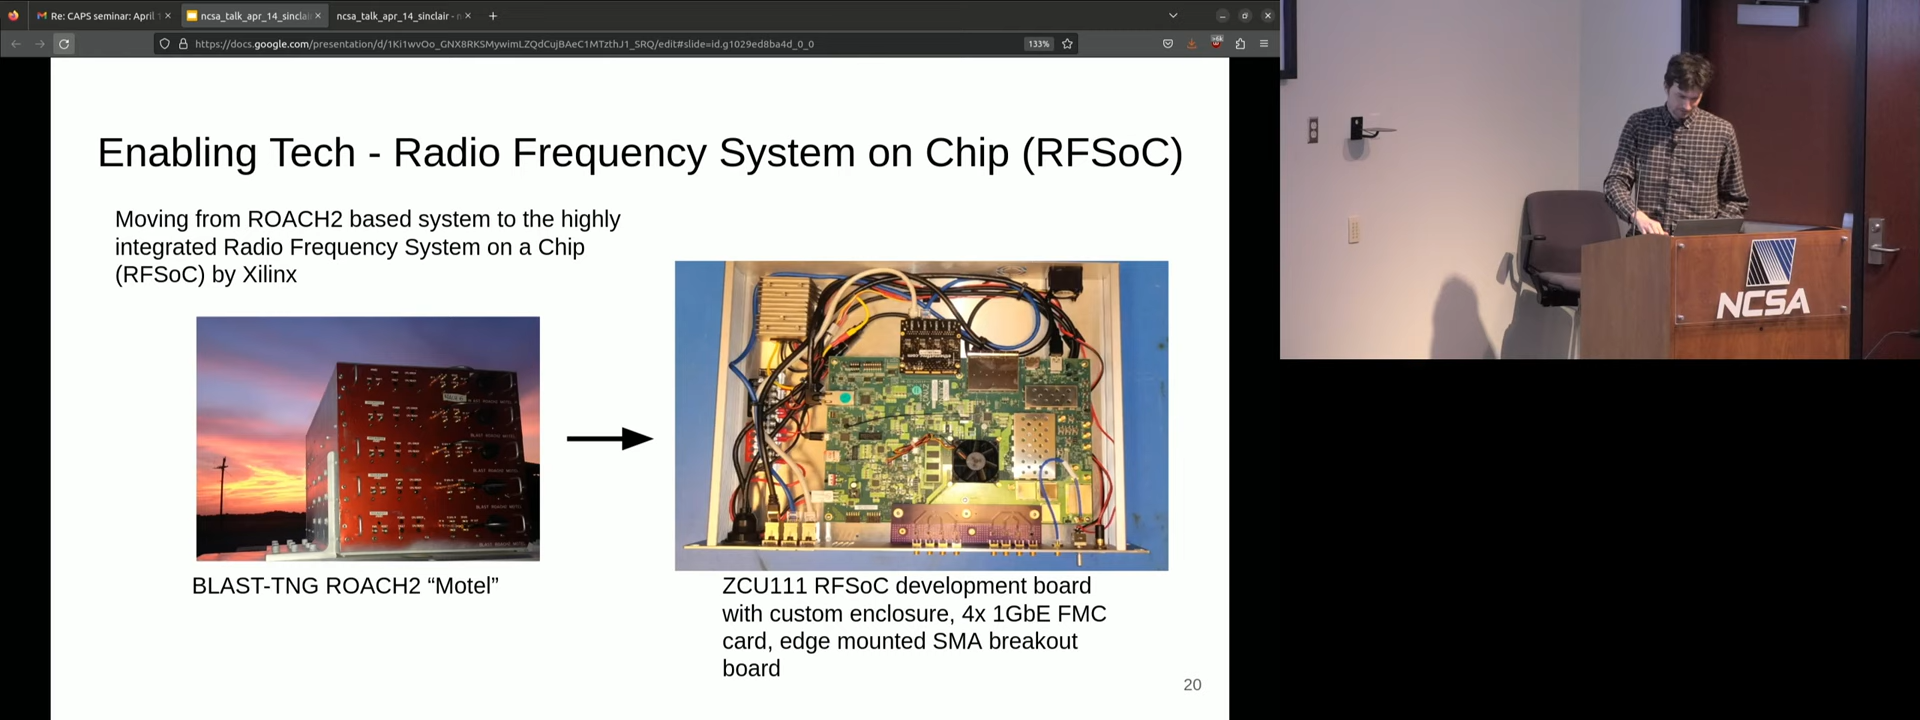 Re: CAPS seminar: April
ncsa_talk_apr_14_sinclai
ncsa_talk_apr_14_sinclair - n
https://docs.google.com/presentation/d/1Ki1wvOo_GNX8RKSMywimLZQdCujBAeC1MTzthJ1_SRQ/edit#slide=id.g1029ed8ba4d_0_0
133%
Enabling Tech - Radio Frequency System on Chip (RFSoC)
Moving from ROACH2 based system to the highly
integrated Radio Frequency System on a Chip
(RFSoC) by Xilinx
BLAST-TNG ROACH2 “Motel”
ZCU111 RFSoC development board
with custom enclosure, 4x 1GbE FMC
card, edge mounted SMA breakout
board
20
NCSA